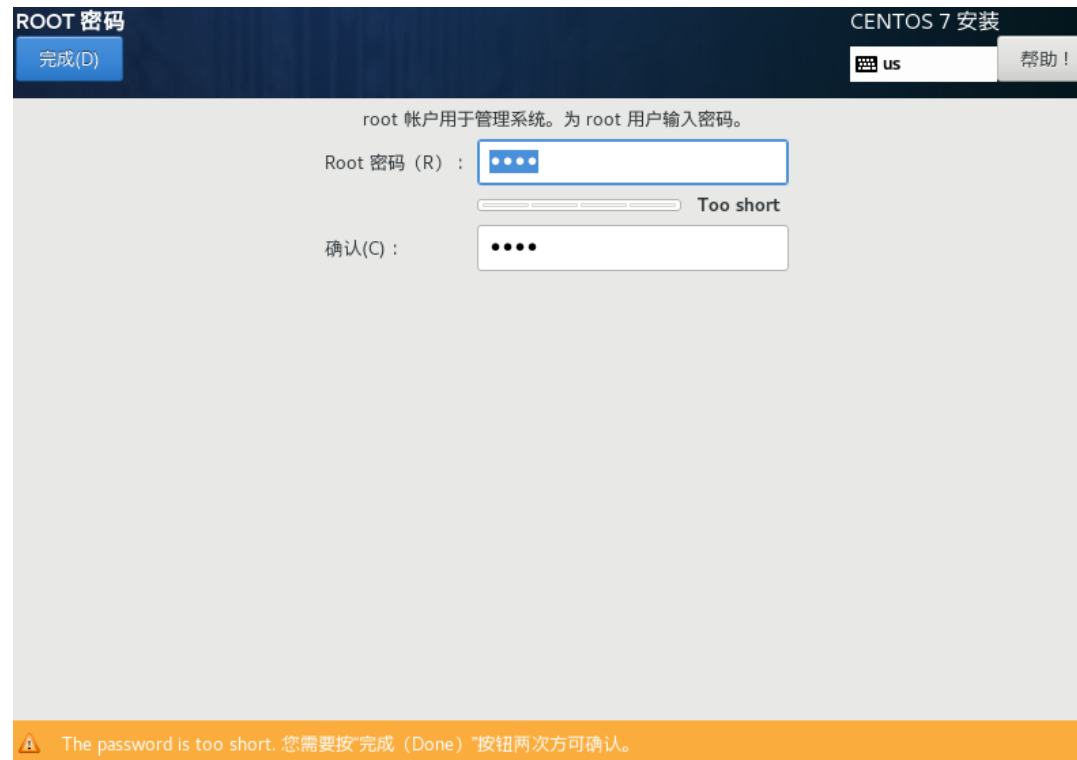 ROOT 密码
CENTOS 7 安装
完成(D)
us
帮助！
root 帐户用于管理系统。为 root 用户输入密码。
Root 密码（R）：
••••
Too short
确认(C)：
••••
The password is too short. 您需要按“完成（Done）”按钮两次方可确认。